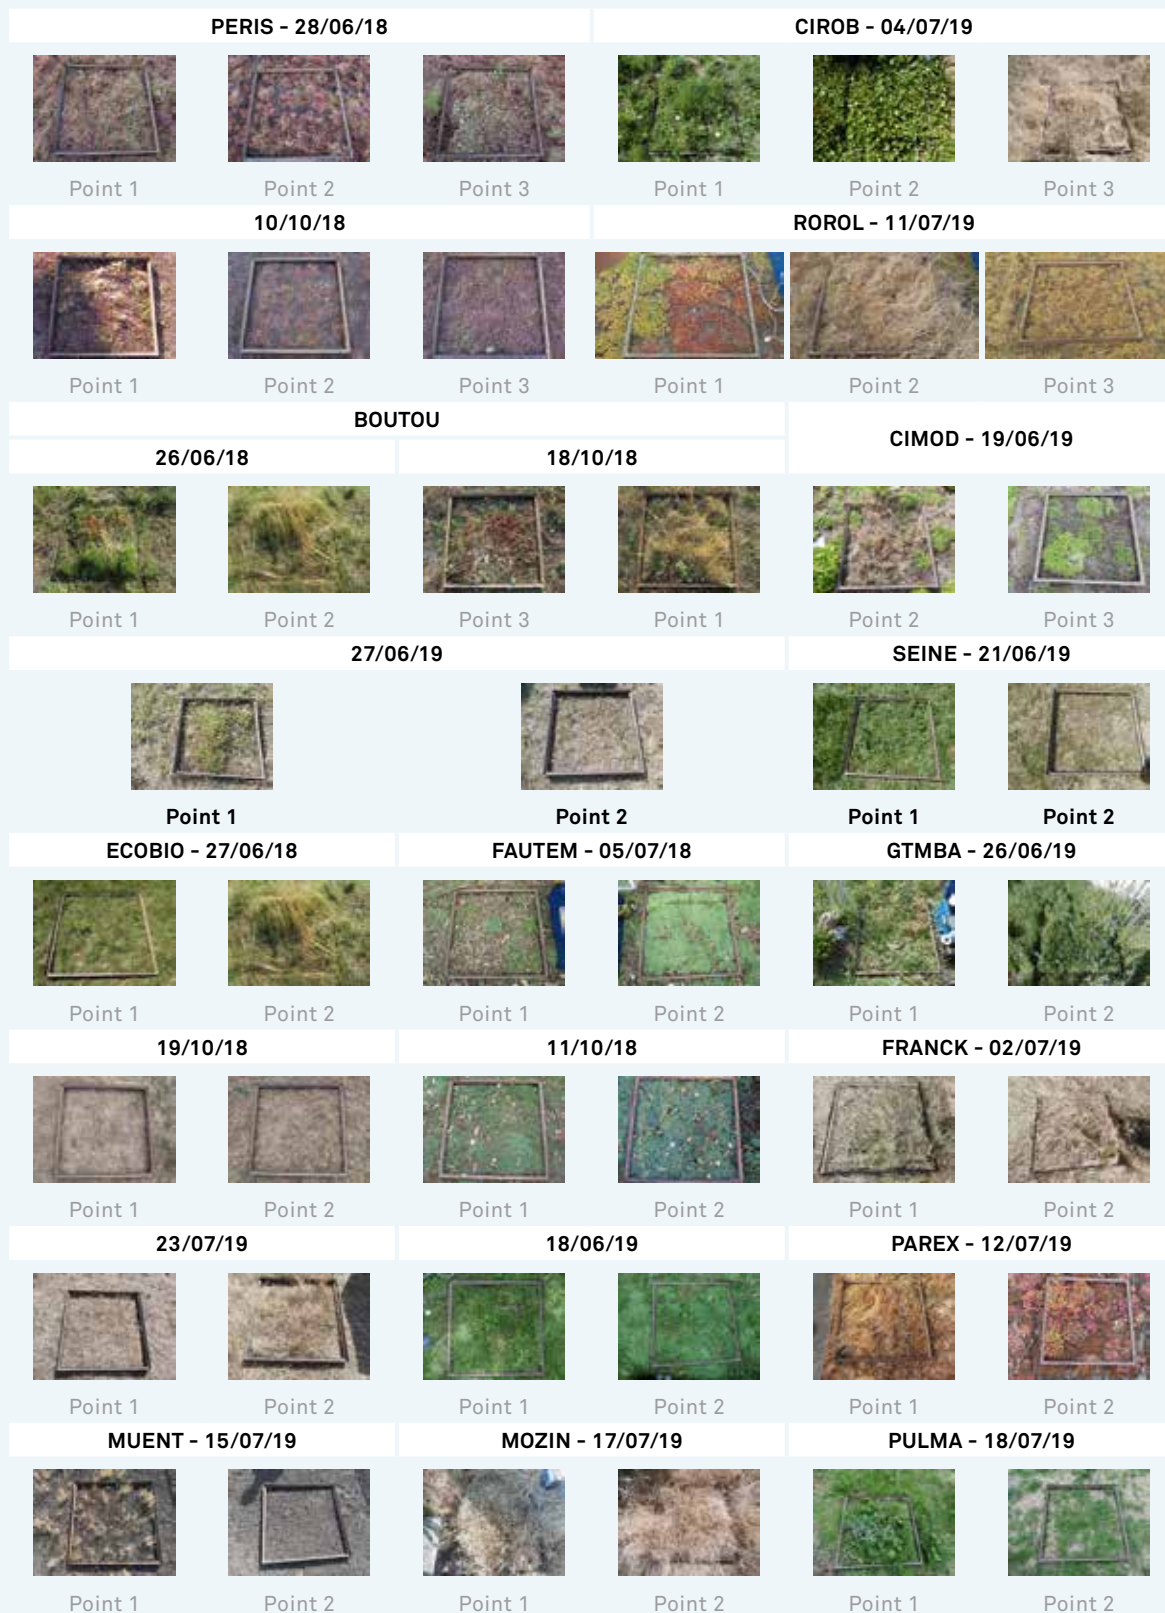 PERIS - 28/06/18 CIROB - 04/07/19
Point 1 Point 2 Point 3 Point 1 Point 2 Point 3
10/10/18 ROROL - 11/07/19
Point 1 Point 2 Point 3 Point 1 Point 2 Point 3
BOUTOU CIMOD - 19/06/19
26/06/18 18/10/18
Point 1 Point 2 Point 3 Point 1 Point 2 Point 3
27/06/19 SEINE - 21/06/19
Point 1 Point 2 Point 1 Point 2
ECOBIO - 27/06/18 FAUTEM - 05/07/18 GTMBA - 26/06/19
Point 1 Point 2 Point 1 Point 2 Point 1 Point 2
19/10/18 11/10/18 FRANCK - 02/07/19
Point 1 Point 2 Point 1 Point 2 Point 1 Point 2
23/07/19 18/06/19 PAREX - 12/07/19
Point 1 Point 2 Point 1 Point 2 Point 1 Point 2
MUENT - 15/07/19 MOZIN - 17/07/19 PULMA - 18/07/19
Point 1 Point 2 Point 1 Point 2 Point 1 Point 2